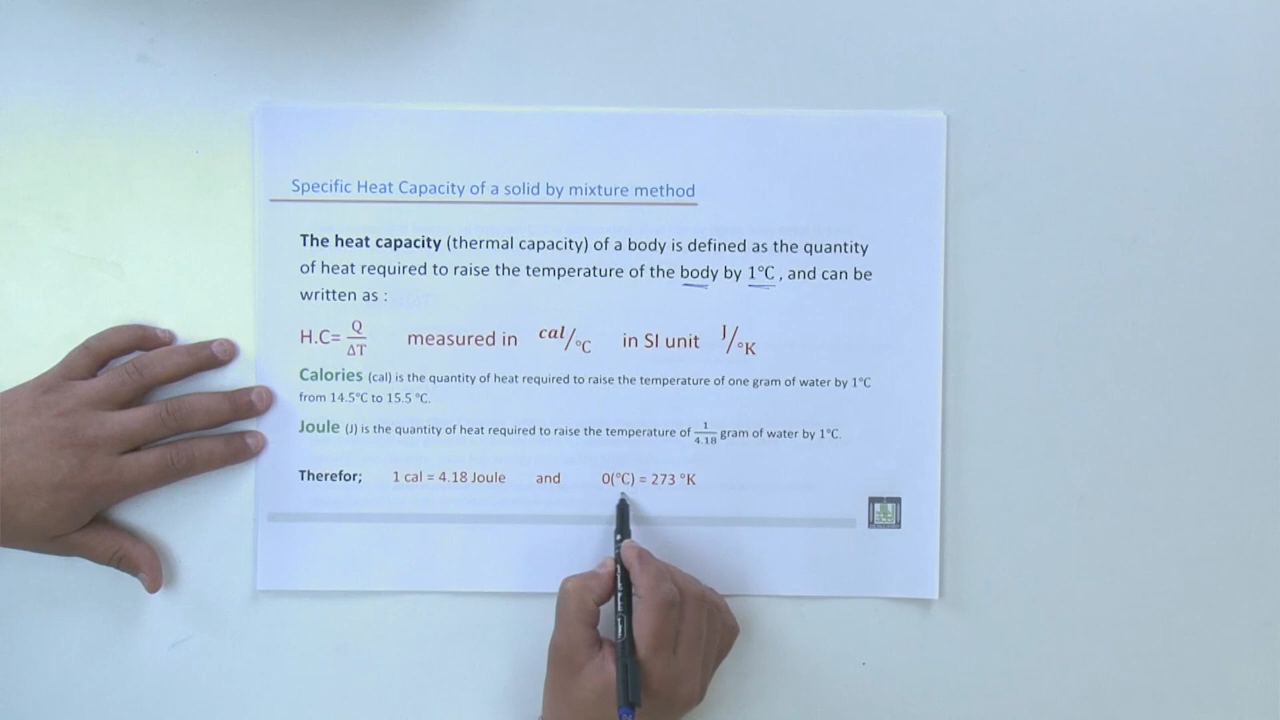 Specific Heat Capacity of a solid by mixture method
The heat capacity (thermal capacity) of a body is defined as the quantity
of heat required to raise the temperature of the body by 1°C , and can be
written as :
H.C= Q/ΔT measured in cal/°C in SI unit J/°K
Calories (cal) is the quantity of heat required to raise the temperature of one gram of water by 1°C
from 14.5°C to 15.5 °C.
Joule (J) is the quantity of heat required to raise the temperature of 1/4.18 gram of water by 1°C.
Therefor; 1 cal = 4.18 Joule and 0(°C) = 273 °K